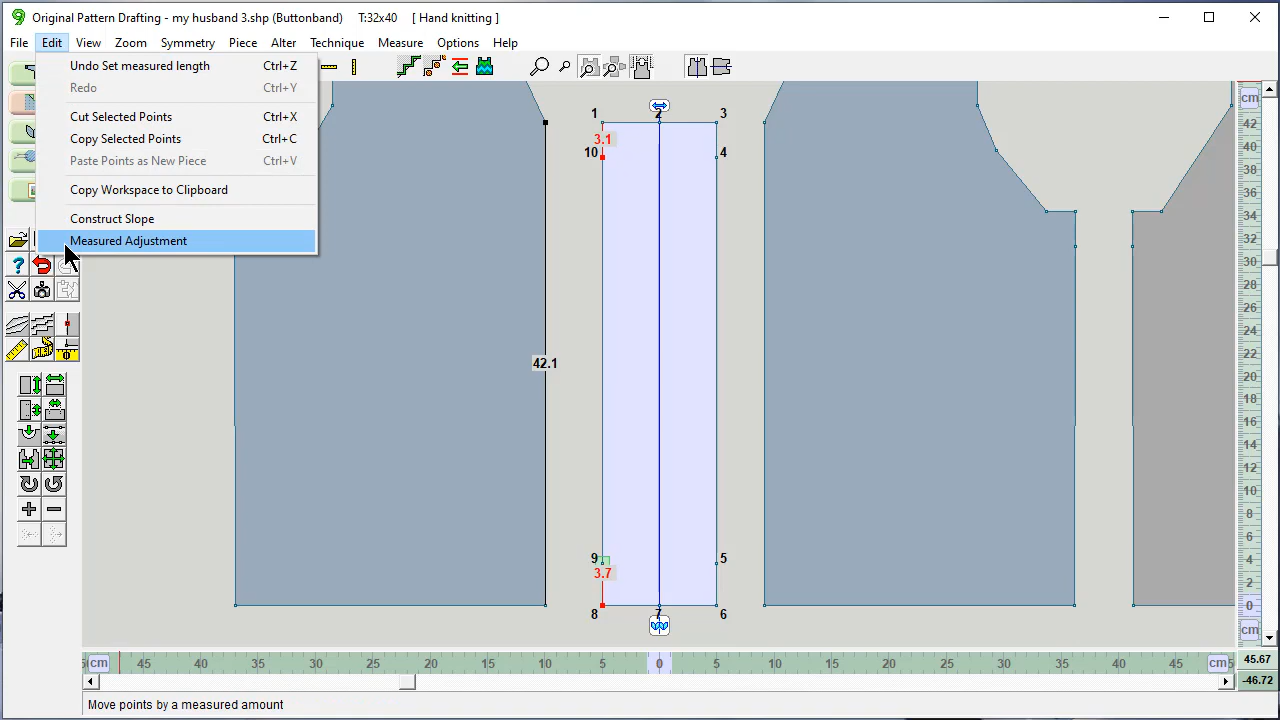 Original Pattern Drafting - my husband 3.shp (Buttonband) T:32x40 [ Hand knitting ]
File Edit View Zoom Symmetry Piece Alter Technique Measure Options Help
Undo Set measured length Ctrl+Z
Redo Ctrl+Y
Cut Selected Points Ctrl+X
Copy Selected Points Ctrl+C
Paste Points as New Piece Ctrl+V
Copy Workspace to Clipboard
Construct Slope
Measured Adjustment
1 2 3
3.1
10 4
42.1
9 5
3.7
8 7 6
cm
42
40
38
36
34
32
30
28
26
24
22
20
18
16
14
12
10
8
6
4
2
0
cm
cm 45 40 35 30 25 20 15 10 5 0 5 10 15 20 25 30 35 40 45 cm
45.67
-46.72
Move points by a measured amount